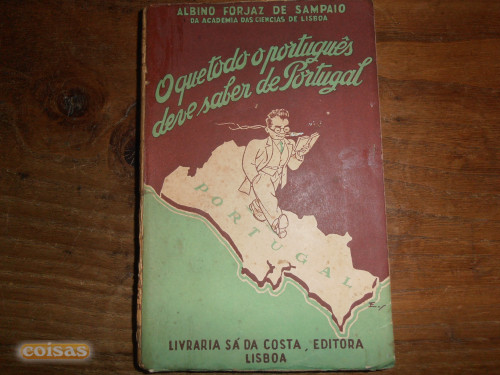 ALBINO FORJAZ DE SAMPAIO
DA ACADEMIA DAS CIENCIAS DE LISBOA
O que todo o português
deve saber de Portugal
PORTUGAL
LIVRARIA SÁ DA COSTA, EDITORA
LISBOA
coisas